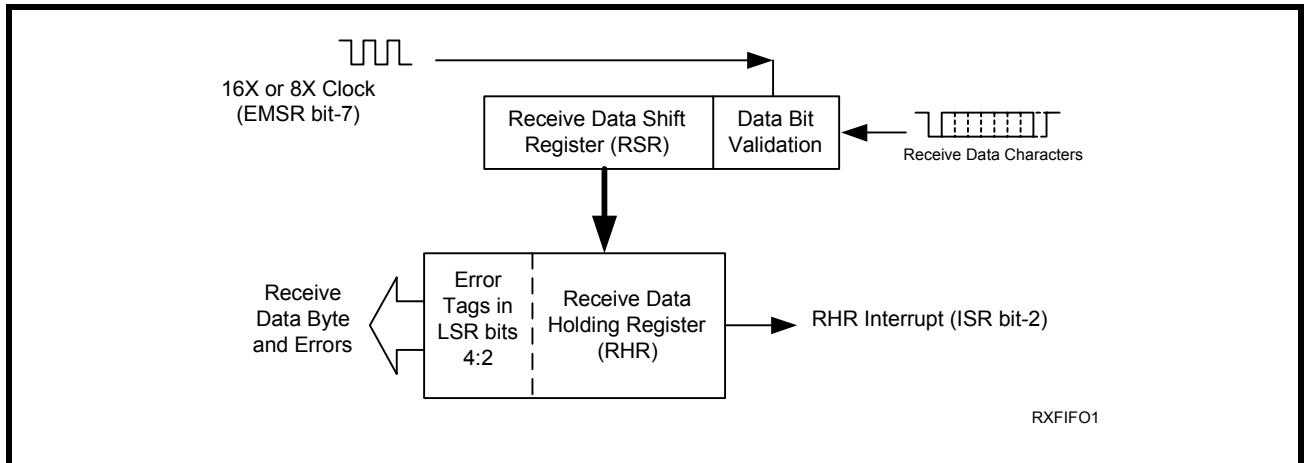 16X or 8X Clock
(EMSR bit-7)
Receive Data Shift
Register (RSR)
Data Bit
Validation
Receive Data Characters
Receive
Data Byte
and Errors
Error
Tags in
LSR bits
4:2
Receive Data
Holding Register
(RHR)
RHR Interrupt (ISR bit-2)
RXFIFO1